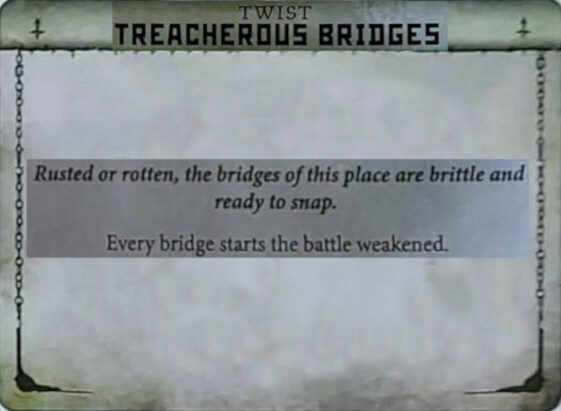 TWIST
TREACHEROUS BRIDGES
Rusted or rotten, the bridges of this place are brittle and
ready to snap.
Every bridge starts the battle weakened.